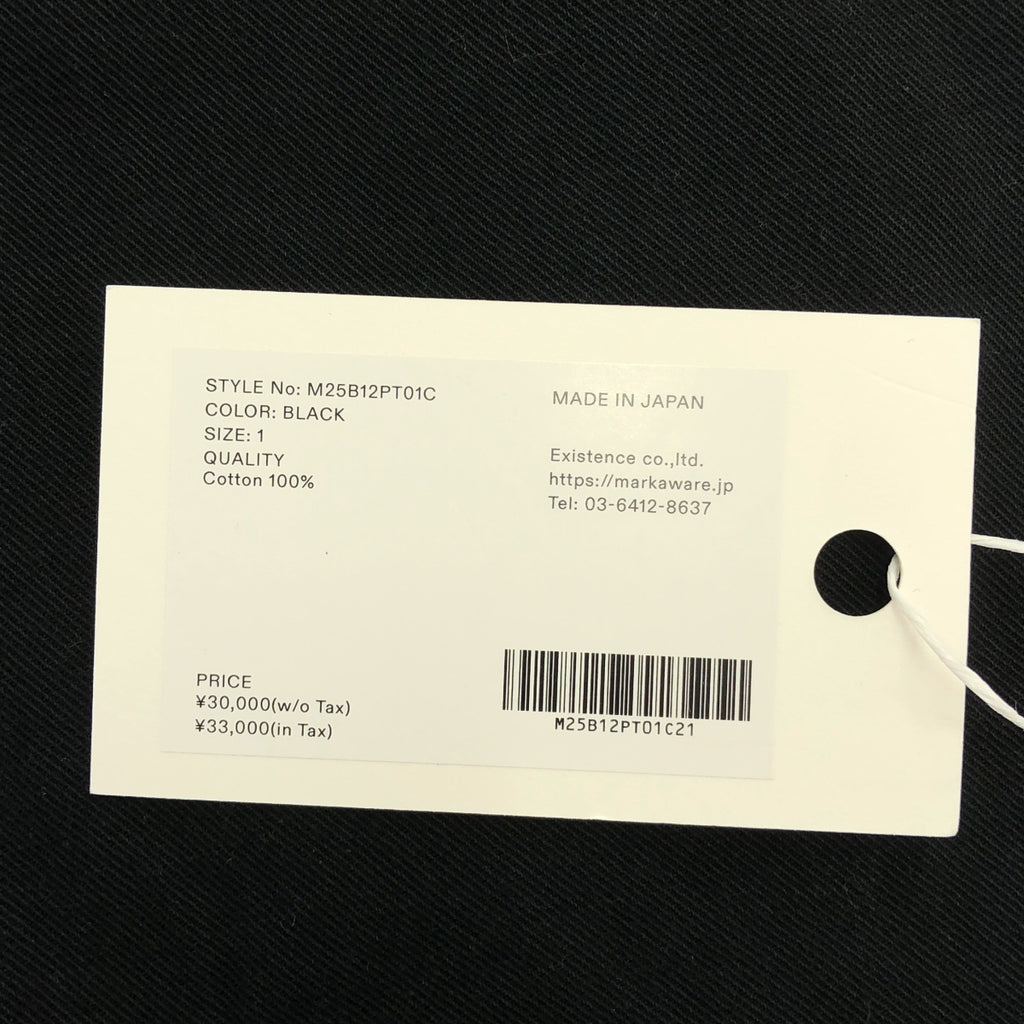 STYLE No: M25B12PT01C
COLOR: BLACK
SIZE: 1
QUALITY
Cotton 100%
MADE IN JAPAN
Existence co.,ltd.
https://markaware.jp
Tel: 03-6412-8637
PRICE
¥30,000(w/o Tax)
¥33,000(in Tax)
M25B12PT01C21